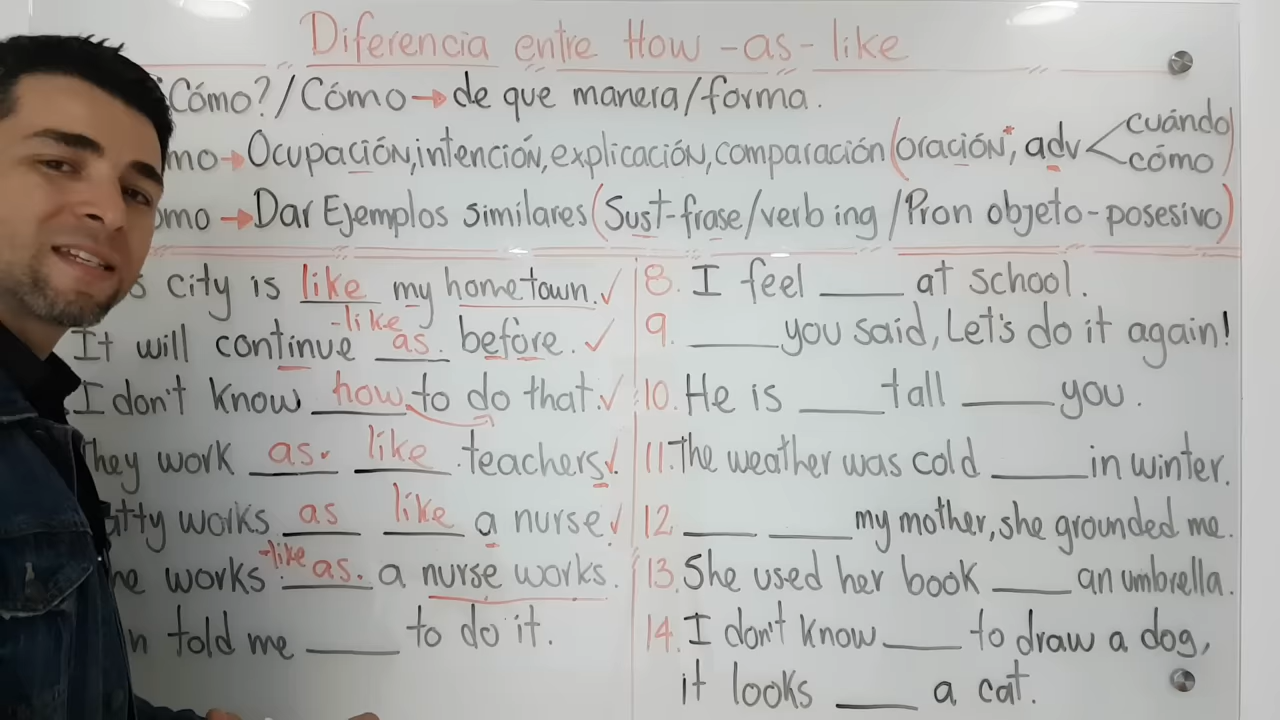 Diferencia entre How - as - like
¿Cómo? / Cómo → de que manera/forma.
mo → Ocupación, intención, explicación, comparación (oración*, adv < cuándo cómo)
omo → Dar Ejemplos similares (Sust-frase/verb ing /Pron objeto-posesivo)
s city is like my hometown. ✓
It will continue -like as. before. ✓
I don't know how to do that. ✓
They work as. like teachers. ✓
atty works as like a nurse ✓
he works -like as. a nurse works.
n told me ____ to do it.
8. I feel ____ at school.
9. ____ you said, Let's do it again!
10. He is ____ tall ____ you.
11. The weather was cold ____ in winter.
12. ____ ____ my mother, she grounded me.
13. She used her book ____ an umbrella.
14. I don't know ____ to draw a dog,
it looks ____ a cat.